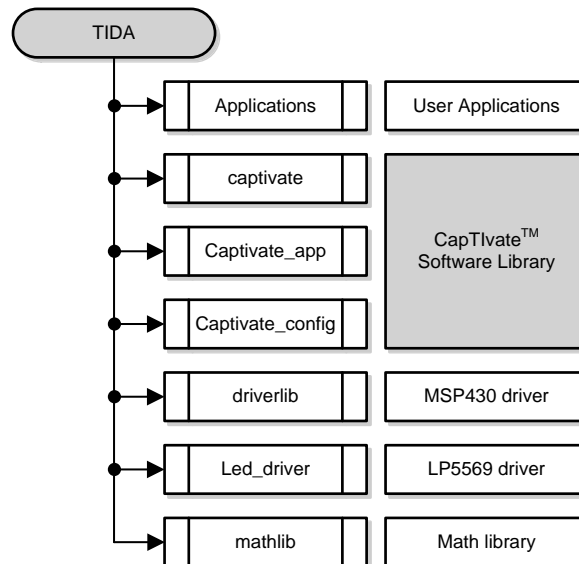 TIDA
Applications
User Applications
captivate
CapTIvate™
Software Library
Captivate_app
Captivate_config
driverlib
MSP430 driver
Led_driver
LP5569 driver
mathlib
Math library